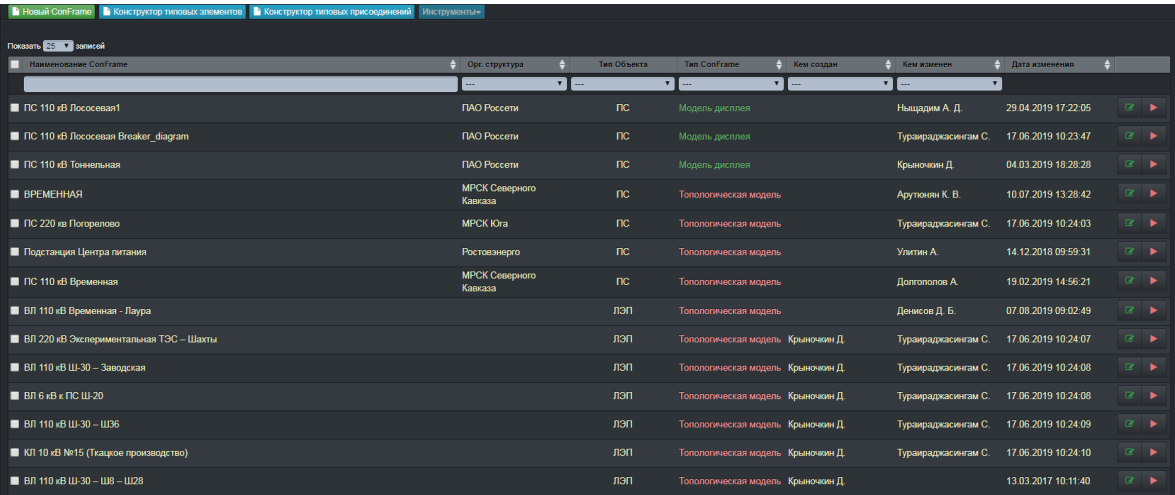 Новый ConFrame Конструктор типовых элементов Конструктор типовых присоединений Инструменты
Показать 25 записей
Наименование ConFrame Орг. структура Тип Объекта Тип ConFrame Кем создан Кем изменен Дата изменения
--- --- --- --- ---
ПС 110 кВ Лососевая1 ПАО Россети ПС Модель дисплея Ныщадим А. Д. 29.04.2019 17:22:05
ПС 110 кВ Лососевая Breaker_diagram ПАО Россети ПС Модель дисплея Тураираджасингам С. 17.06.2019 10:23:47
ПС 110 кВ Тоннельная ПАО Россети ПС Модель дисплея Крыночкин Д. 04.03.2019 18:28:28
ВРЕМЕННАЯ МРСК Северного Кавказа ПС Топологическая модель Арутюнян К. В. 10.07.2019 13:28:42
ПС 220 кв Погорелово МРСК Юга ПС Топологическая модель Тураираджасингам С. 17.06.2019 10:24:03
Подстанция Центра питания Ростовэнерго ПС Топологическая модель Улитин А. 14.12.2018 09:59:31
ПС 110 кВ Временная МРСК Северного Кавказа ПС Топологическая модель Долгополов А. 19.02.2019 14:56:21
ВЛ 110 кВ Временная - Лаура ЛЭП Топологическая модель Денисов Д. Б. 07.08.2019 09:02:49
ВЛ 220 кВ Экспериментальная ТЭС – Шахты ЛЭП Топологическая модель Крыночкин Д. Тураираджасингам С. 17.06.2019 10:24:07
ВЛ 110 кВ Ш-30 – Заводская ЛЭП Топологическая модель Крыночкин Д. Тураираджасингам С. 17.06.2019 10:24:08
ВЛ 6 кВ к ПС Ш-20 ЛЭП Топологическая модель Крыночкин Д. Тураираджасингам С. 17.06.2019 10:24:08
ВЛ 110 кВ Ш-30 – Ш36 ЛЭП Топологическая модель Крыночкин Д. Тураираджасингам С. 17.06.2019 10:24:09
КЛ 10 кВ №15 (Ткацкое производство) ЛЭП Топологическая модель Крыночкин Д. Тураираджасингам С. 17.06.2019 10:24:10
ВЛ 110 кВ Ш-30 – Ш8 – Ш28 ЛЭП Топологическая модель Крыночкин Д. 13.03.2017 10:11:40